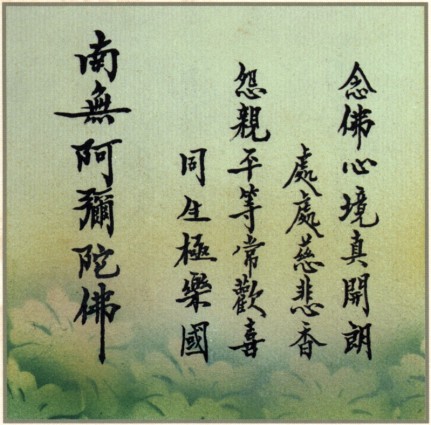 念佛心境真開朗
處處慈悲香
怨親平等常歡喜
同生極樂國
南無阿彌陀佛